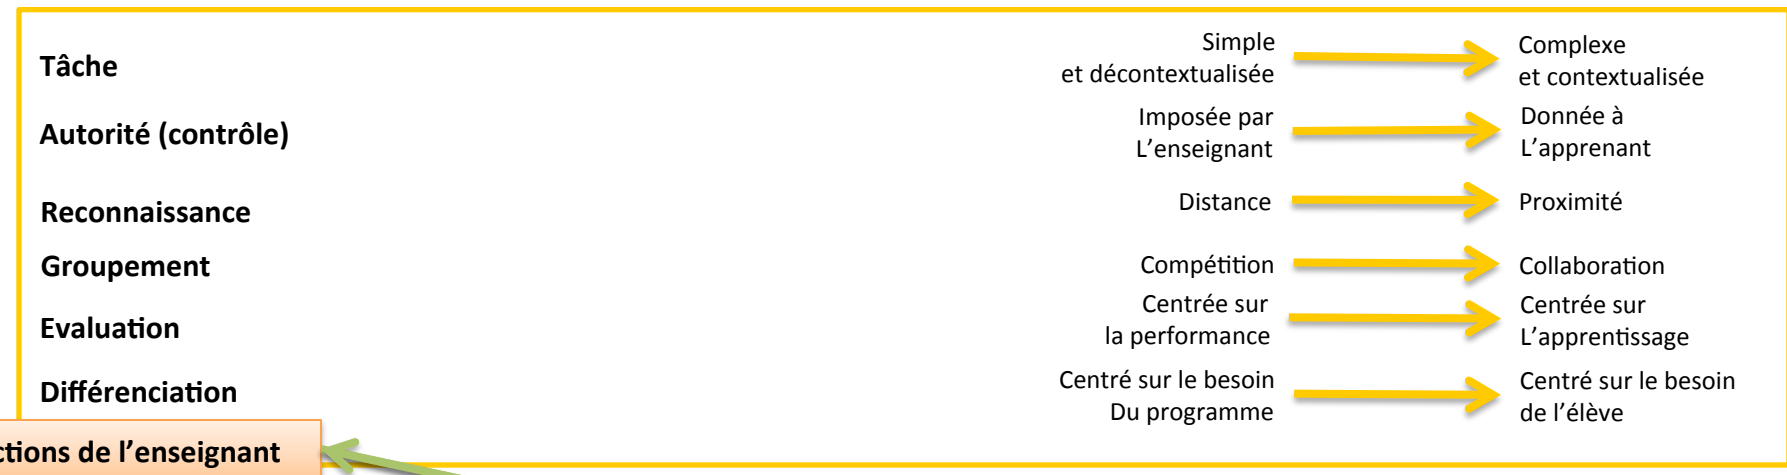 Tâche
Simple
et décontextualisée
Complexe
et contextualisée
Autorité (contrôle)
Imposée par
L’enseignant
Donnée à
L’apprenant
Reconnaissance
Distance
Proximité
Groupement
Compétition
Collaboration
Evaluation
Centrée sur
la performance
Centrée sur
L’apprentissage
Différenciation
Centré sur le besoin
Du programme
Centré sur le besoin
de l’élève
ctions de l’enseignant